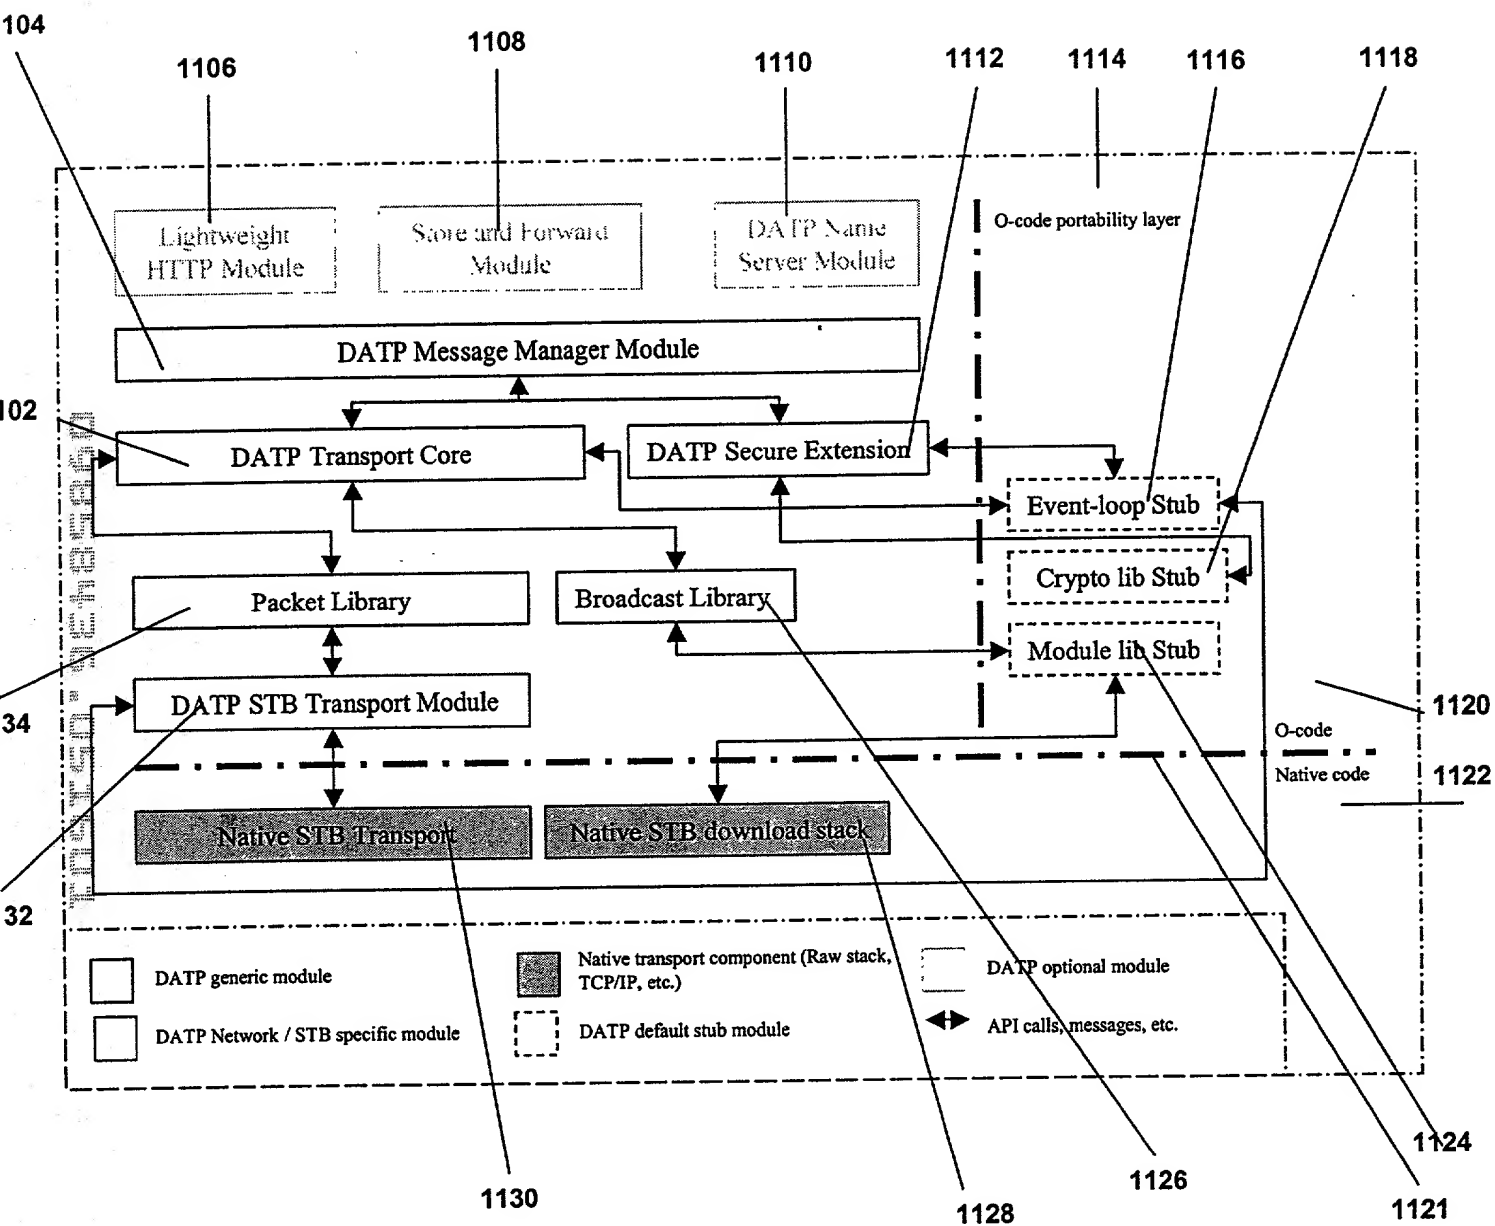 104
1106
1108
1110
1112
1114
1116
1118
O-code portability layer
Lightweight
HTTP Module
Store and Forward
Module
DATP Name
Server Module
DATP Message Manager Module
102
DATP Transport Core
DATP Secure Extension
Event-loop Stub
Crypto lib Stub
Packet Library
Broadcast Library
Module lib Stub
34
DATP STB Transport Module
1120
O-code
Native code
1122
Native STB Transport
Native STB download stack
32
DATP generic module
Native transport component (Raw stack,
TCP/IP, etc.)
DATP optional module
DATP Network / STB specific module
DATP default stub module
API calls, messages, etc.
1124
1126
1130
1128
1121